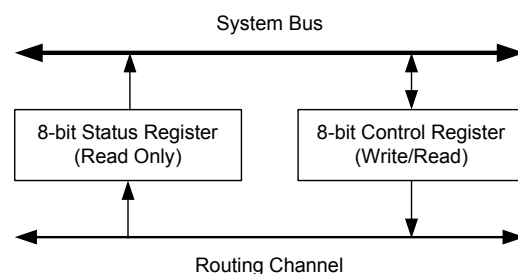 System Bus
8-bit Status Register
(Read Only)
8-bit Control Register
(Write/Read)
Routing Channel